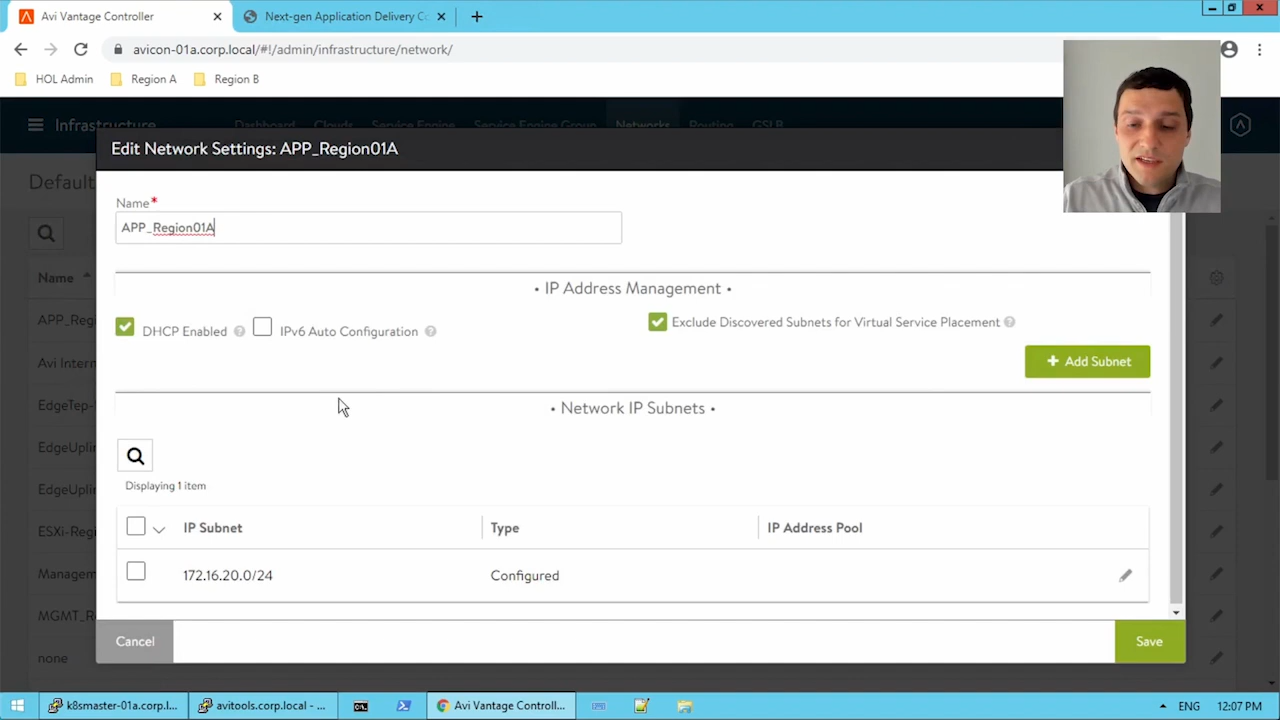 Avi Vantage Controller
Next-gen Application Delivery Co
avicon-01a.corp.local/#!/admin/infrastructure/network/
HOL Admin
Region A
Region B
Infrastructure
Dashboard
Clouds
Service Engine
Service Engine Group
Networks
Routing
GSLB
Edit Network Settings: APP_Region01A
Default
Name*
APP_Region01A
• IP Address Management •
DHCP Enabled
IPv6 Auto Configuration
Exclude Discovered Subnets for Virtual Service Placement
+ Add Subnet
• Network IP Subnets •
Displaying 1 item
IP Subnet
Type
IP Address Pool
172.16.20.0/24
Configured
Cancel
Save
Name
APP_Reg
Avi Intern
EdgeTep-
EdgeUplin
EdgeUplin
ESXi-Regi
Managem
MGMT_R
none
k8smaster-01a.corp.l...
avitools.corp.local - ...
Avi Vantage Controll...
ENG
12:07 PM